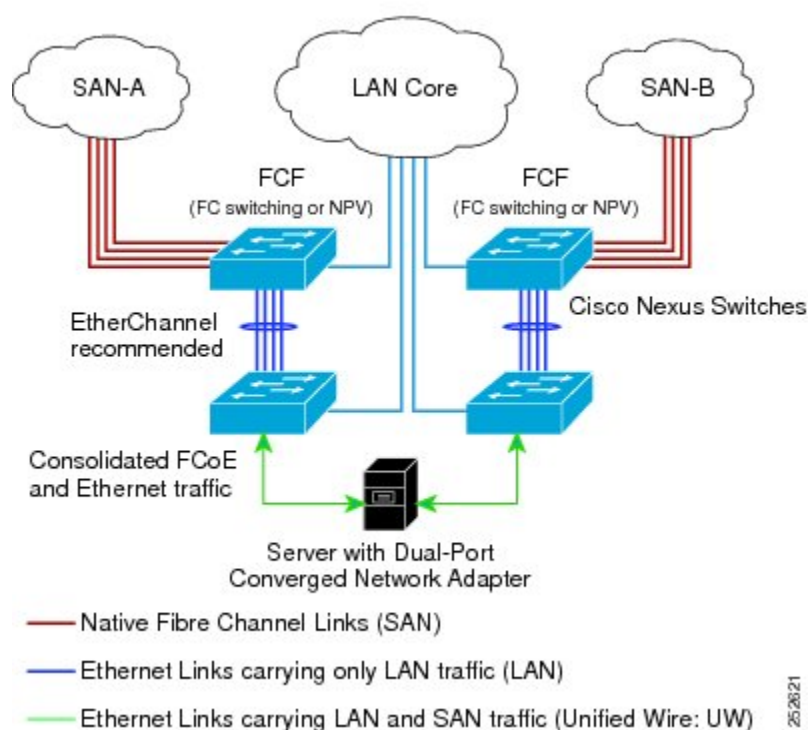 SAN-A
LAN Core
SAN-B
FCF
(FC switching or NPV)
FCF
(FC switching or NPV)
EtherChannel
recommended
Cisco Nexus Switches
Consolidated FCoE
and Ethernet traffic
Server with Dual-Port
Converged Network Adapter
Native Fibre Channel Links (SAN)
Ethernet Links carrying only LAN traffic (LAN)
Ethernet Links carrying LAN and SAN traffic (Unified Wire: UW)
252621